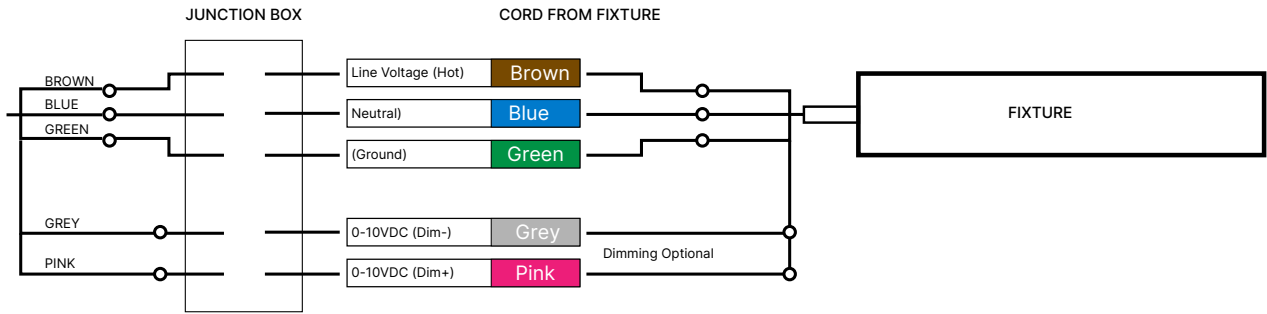 JUNCTION BOX
CORD FROM FIXTURE
BROWN
BLUE
GREEN
GREY
PINK
Line Voltage (Hot) Brown
Neutral) Blue
(Ground) Green
0-10VDC (Dim-) Grey
0-10VDC (Dim+) Pink
Dimming Optional
FIXTURE